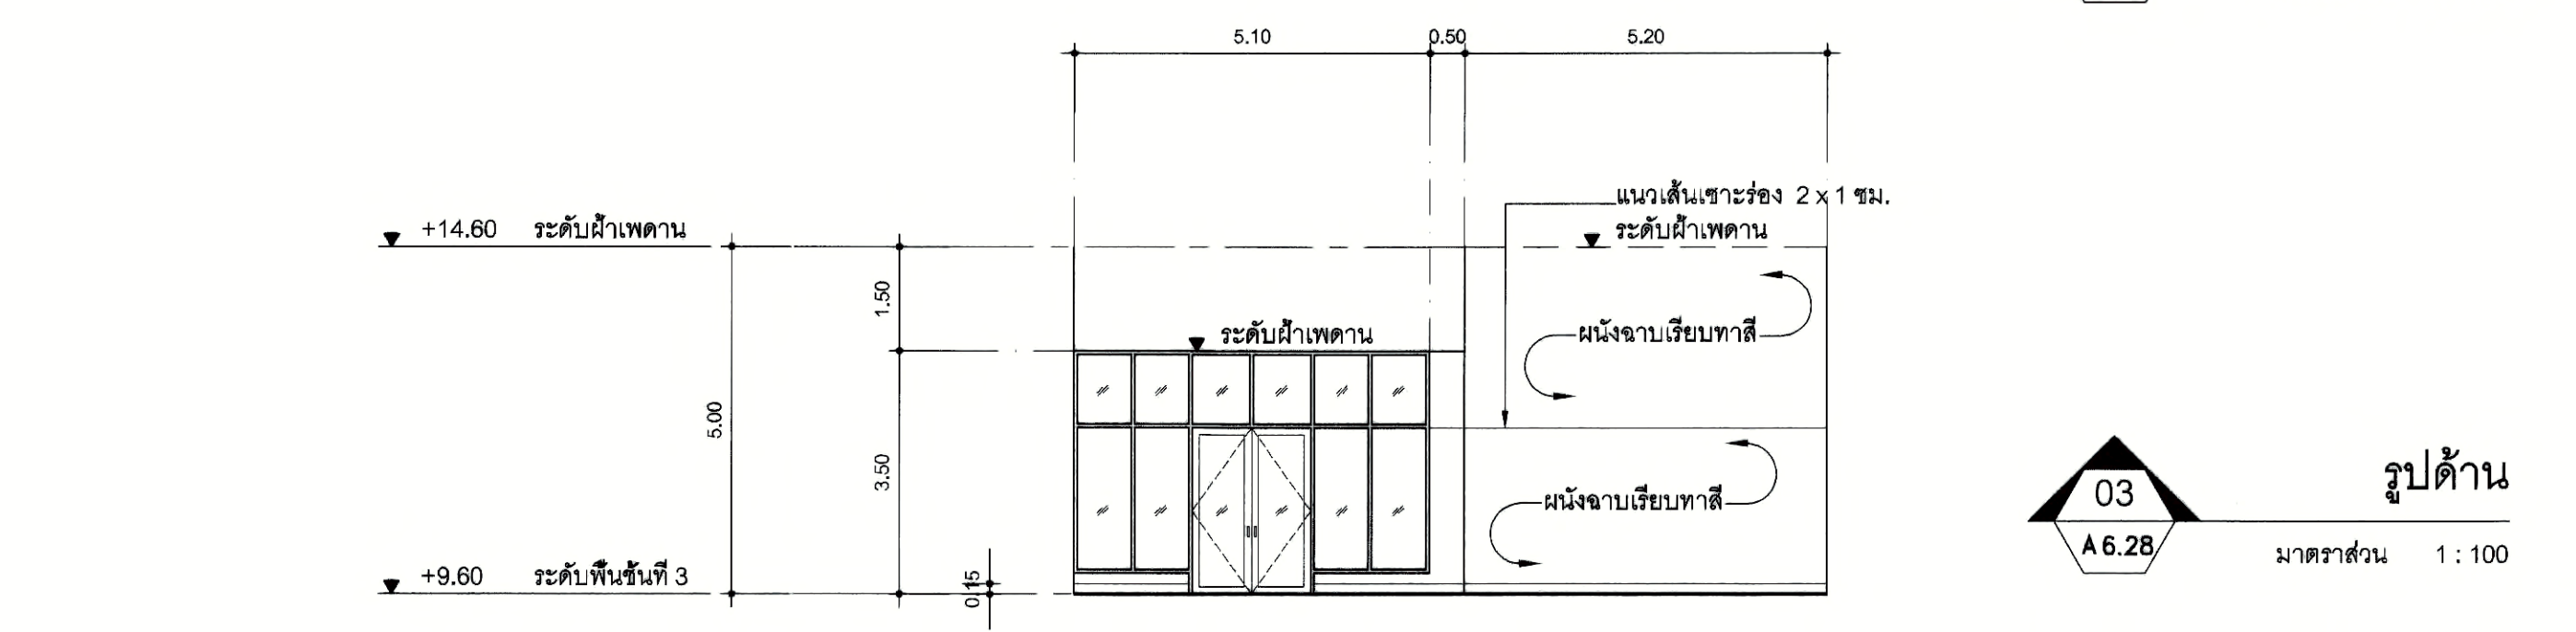 5.10 0.50 5.20
แนวเส้นเซาะร่อง 2 x 1 ซม.
+14.60 ระดับฝ้าเพดาน
ระดับฝ้าเพดาน
1.50
ระดับฝ้าเพดาน
ผนังฉาบเรียบทาสี
5.00
3.50
ผนังฉาบเรียบทาสี
+9.60 ระดับพื้นชั้นที่ 3
0.15
03
A 6.28
รูปด้าน
มาตราส่วน 1 : 100